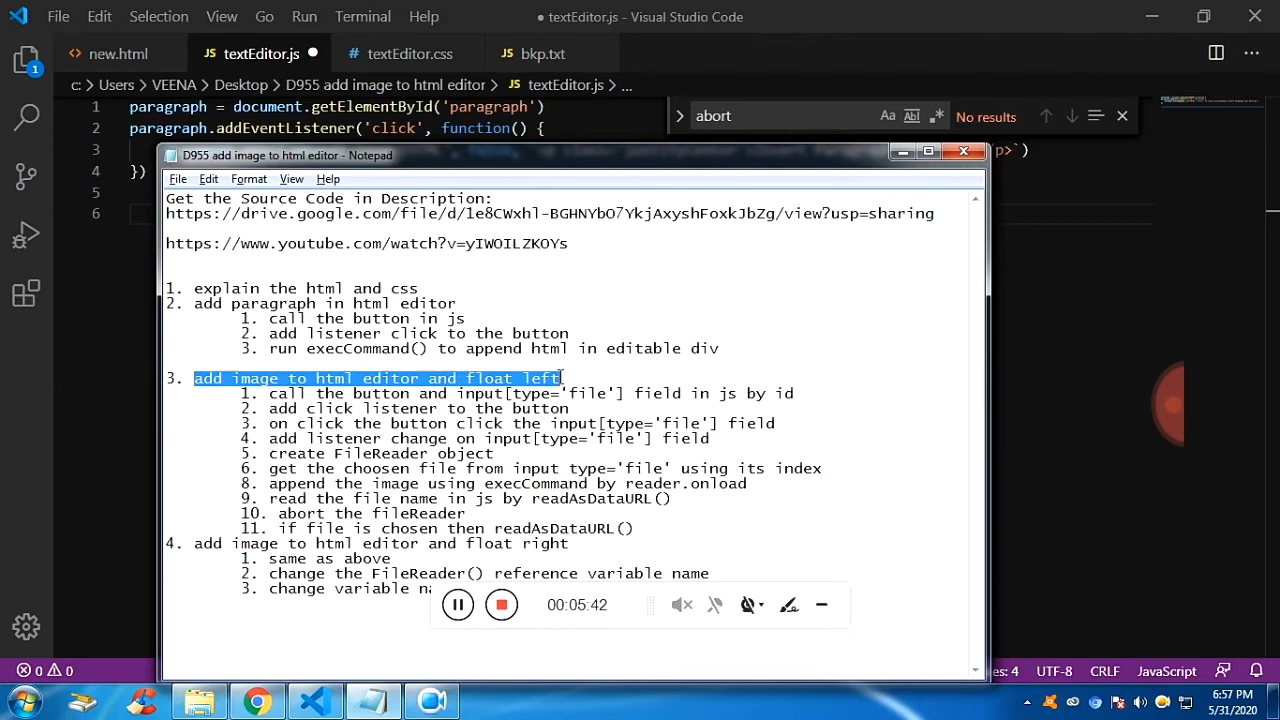 File Edit Selection View Go Run Terminal Help
● textEditor.js - Visual Studio Code
new.html
JS textEditor.js ●
# textEditor.css
JS bkp.txt
c: > Users > VEENA > Desktop > D955 add image to html editor > JS textEditor.js > ...
1 paragraph = document.getElementById('paragraph')
2 paragraph.addEventListener('click', function() {
3 p>`)
4 })
5
6
abort
Aa Abl .* No results
1
D955 add image to html editor - Notepad
File Edit Format View Help
Get the Source Code in Description:
https://drive.google.com/file/d/1e8CWxhl-BGHNYbO7YkjAxyshFoxkJbZg/view?usp=sharing
https://www.youtube.com/watch?v=yIWOILZKOYs
1. explain the html and css
2. add paragraph in html editor
1. call the button in js
2. add listener click to the button
3. run execCommand() to append html in editable div
3. add image to html editor and float left
1. call the button and input[type='file'] field in js by id
2. add click listener to the button
3. on click the button click the input[type='file'] field
4. add listener change on input[type='file'] field
5. create FileReader object
6. get the choosen file from input type='file' using its index
8. append the image using execCommand by reader.onload
9. read the file name in js by readAsDataURL()
10. abort the fileReader
11. if file is chosen then readAsDataURL()
4. add image to html editor and float right
1. same as above
2. change the FileReader() reference variable name
3. change variable na
00:05:42
0 0
es: 4 UTF-8 CRLF JavaScript
6:57 PM
5/31/2020